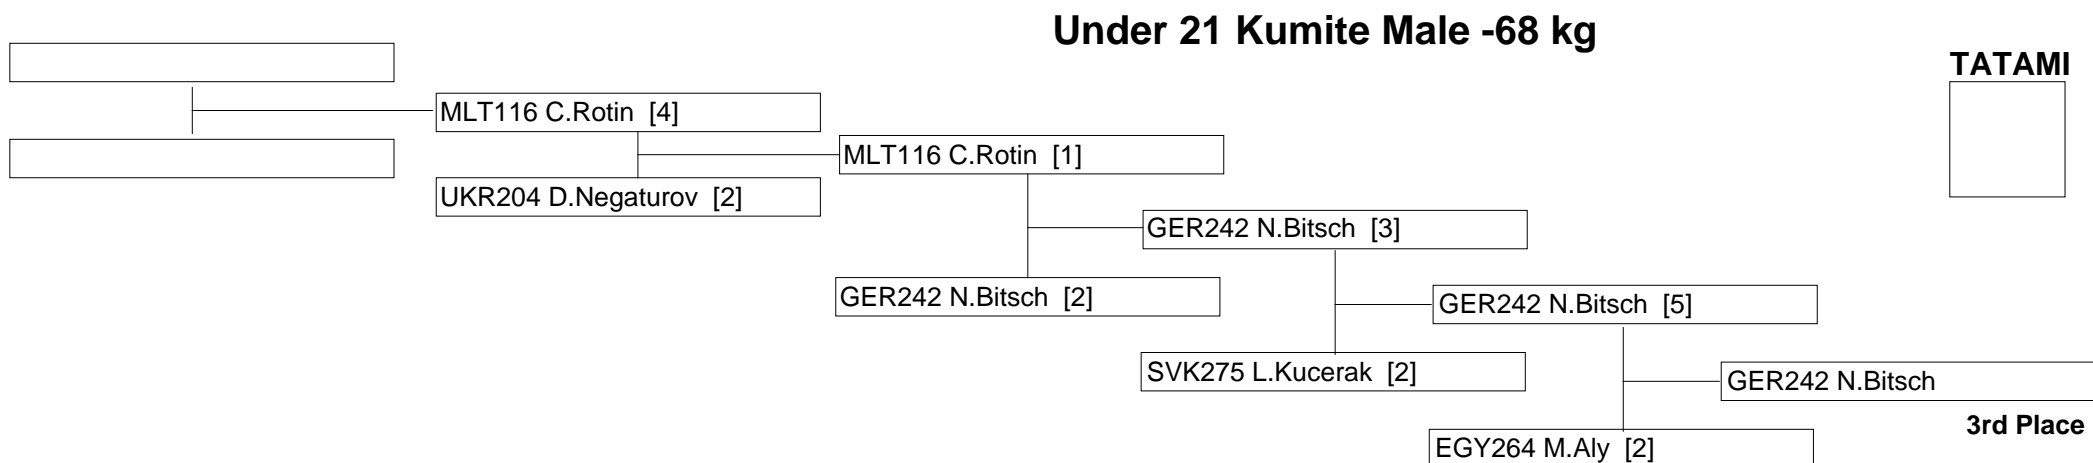 Under 21 Kumite Male -68 kg
TATAMI
MLT116 C.Rotin [4]
MLT116 C.Rotin [1]
UKR204 D.Negaturov [2]
GER242 N.Bitsch [3]
GER242 N.Bitsch [2]
GER242 N.Bitsch [5]
SVK275 L.Kucerak [2]
GER242 N.Bitsch
3rd Place
EGY264 M.Aly [2]